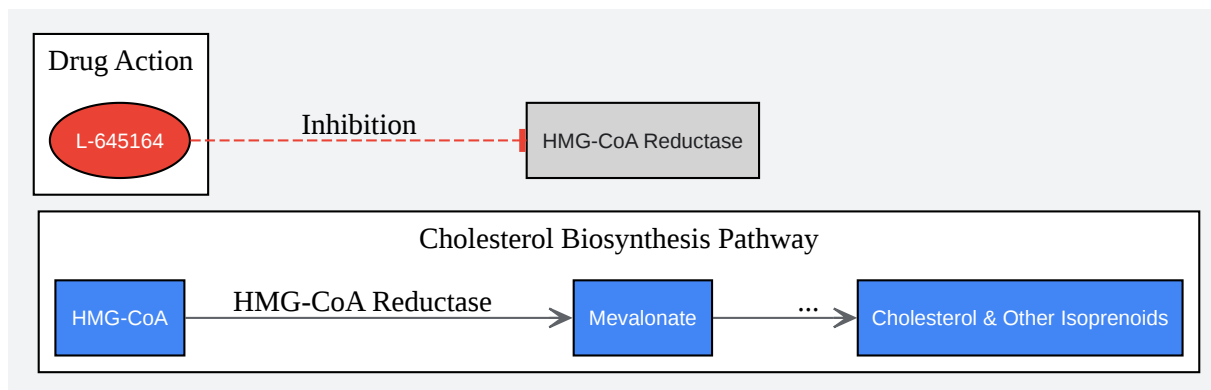 Drug Action
L-645164
Inhibition
HMG-CoA Reductase
Cholesterol Biosynthesis Pathway
HMG-CoA
HMG-CoA Reductase
Mevalonate
...
Cholesterol & Other Isoprenoids